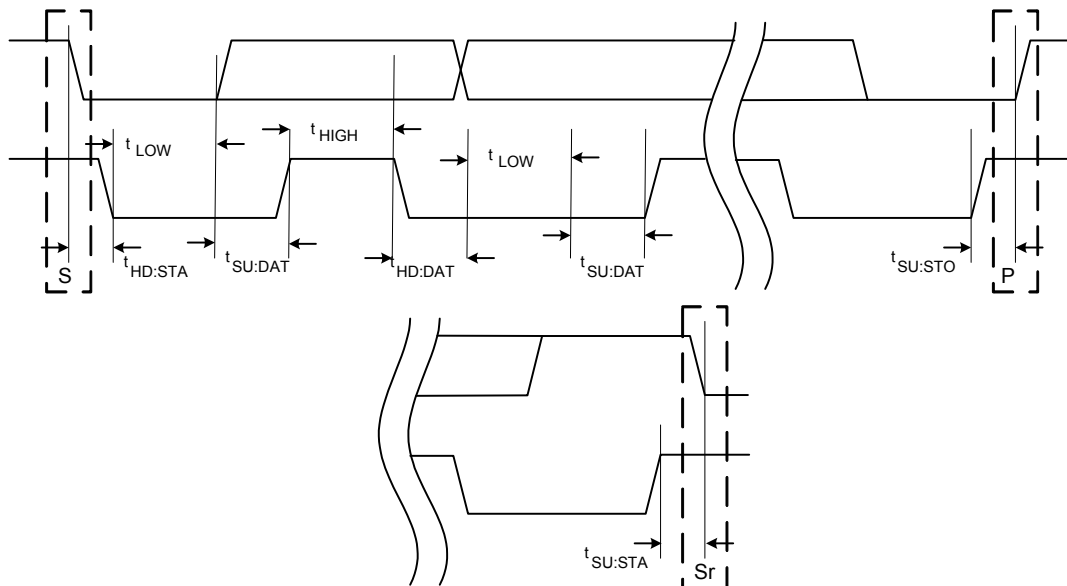 t LOW
t HIGH
t LOW
S
t HD:STA
t SU:DAT
t HD:DAT
t SU:DAT
t SU:STO
P
t SU:STA
Sr